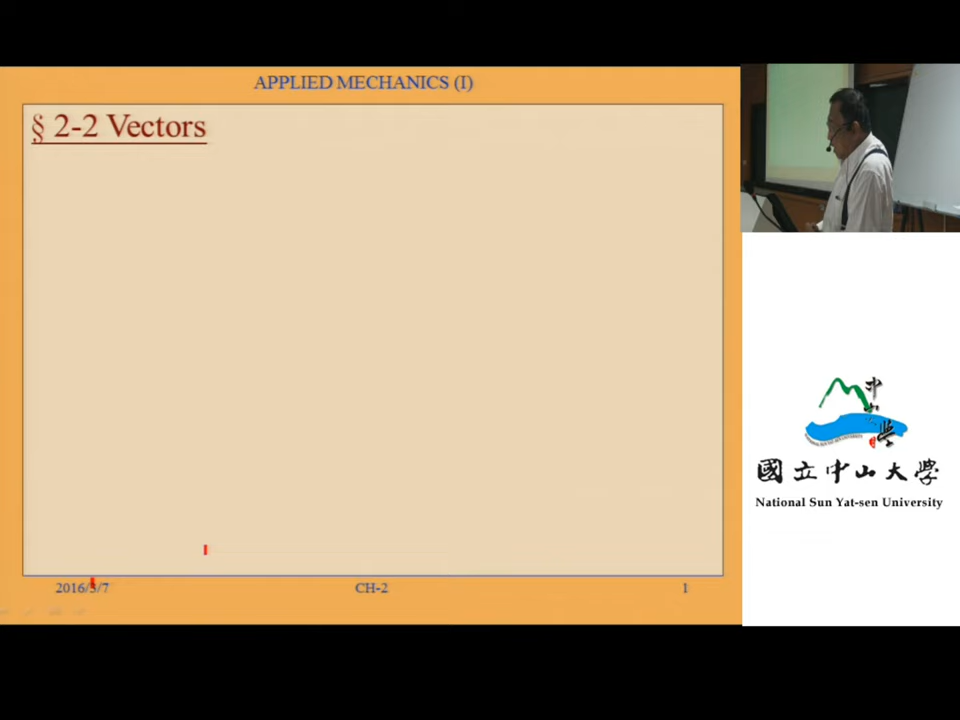 APPLIED MECHANICS (I)
§ 2-2 Vectors
2016/3/7
CH-2
1
國立中山大學
National Sun Yat-sen University